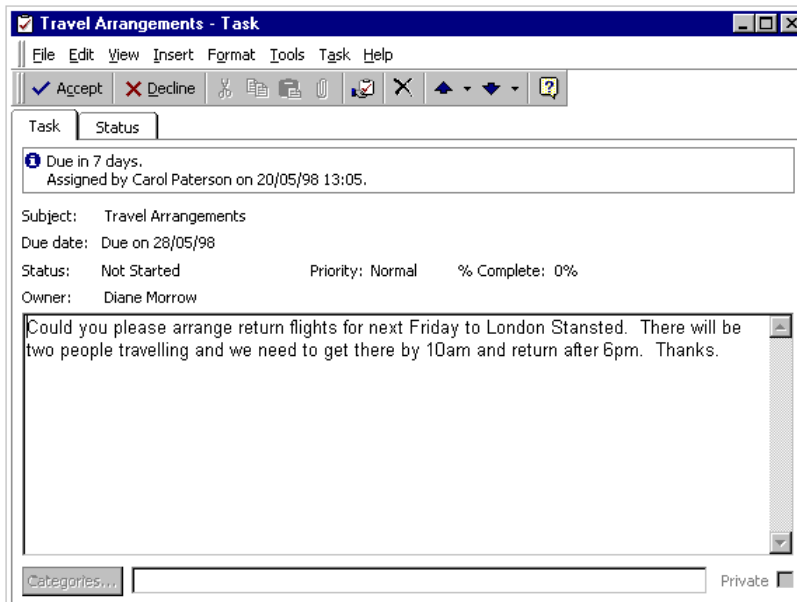 Travel Arrangements - Task
File Edit View Insert Format Tools Task Help
Accept Decline
Task Status
Due in 7 days.
Assigned by Carol Paterson on 20/05/98 13:05.
Subject: Travel Arrangements
Due date: Due on 28/05/98
Status: Not Started Priority: Normal % Complete: 0%
Owner: Diane Morrow
Could you please arrange return flights for next Friday to London Stansted. There will be
two people travelling and we need to get there by 10am and return after 6pm. Thanks.
Categories... Private